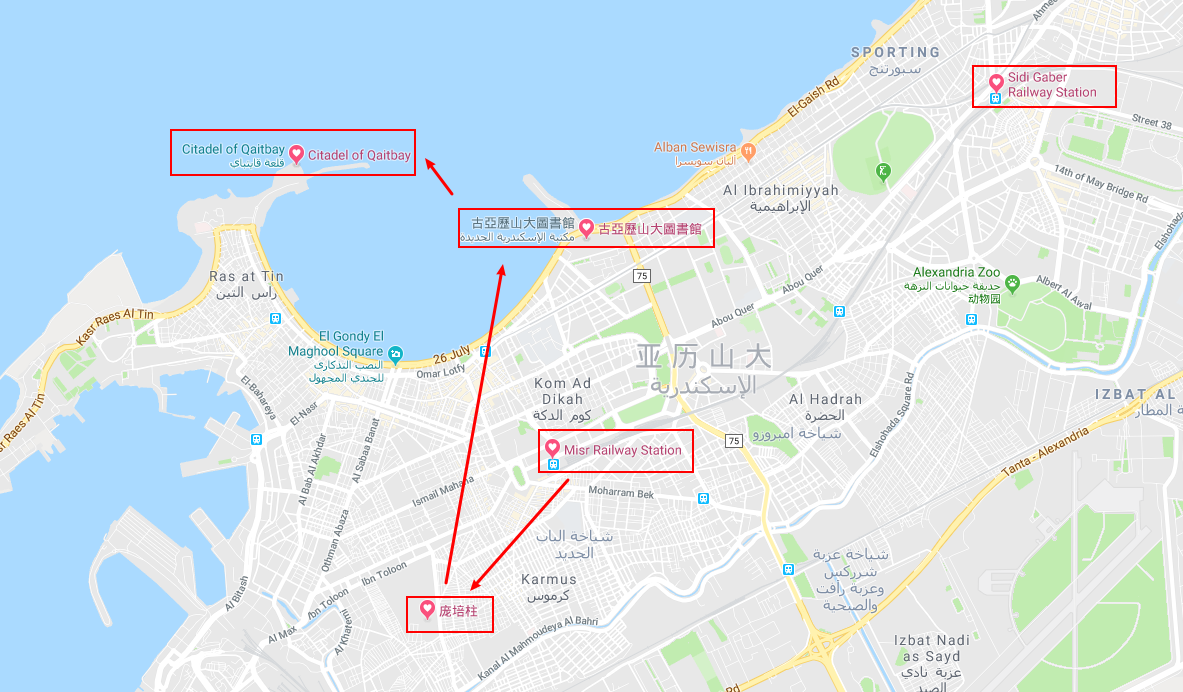 Ahmed
SPORTING
سبورتنج
Sidi Gaber
Railway Station
El-Gaish Rd
Street 38
Citadel of Qaitbay
قلعة قايتباي
Citadel of Qaitbay
Alban Sewisra
ألبان سويسرا
Al Ibrahimiyyah
الإبراهيمية
14th of May Bridge Rd
古亞歷山大圖書館
مكتبة الإسكندرية الجديدة
古亞歷山大圖書館
Elshohada
Ras at Tin
راس التين
75
Abou Quer
Alexandria Zoo
حديقة حيوانات النزهة
动物园
Albert Al Awal
Kasr Raes Al Tin
El Gondy El
Maghool Square
النصب التذكاري
للجندي المجهول
26 July
Omar Lotfy
Abou Quer
亚历山大
الإسكندرية
Kom Ad
Dikah
كوم الدكة
El-Bahareya
El-Nasr
Al Hadrah
الحضرة
شياخة امبروزو
Elshohada Square Rd
IZBAT AL
ة المطار
sr Raes Al Tin
Al Bab Al Akhdar
Al Sabaa Banat
Misr Railway Station
75
Tanta - Alexandria
Ismail Mahana
Moharram Bek
Othman Abaza
شياخة الباب
الجديد
شياخة عزبة
شركس
وعزبة رأفت
والصبحية
Ibn Toloon
Karmus
كرموس
Al Bitash
Ibn Toloon
庞培柱
Al Max
Al Khateri
Kanal Al Mahmoudeya Al Bahri
Izbat Nadi
as Sayd
عزبة نادي
الصيد
Rd